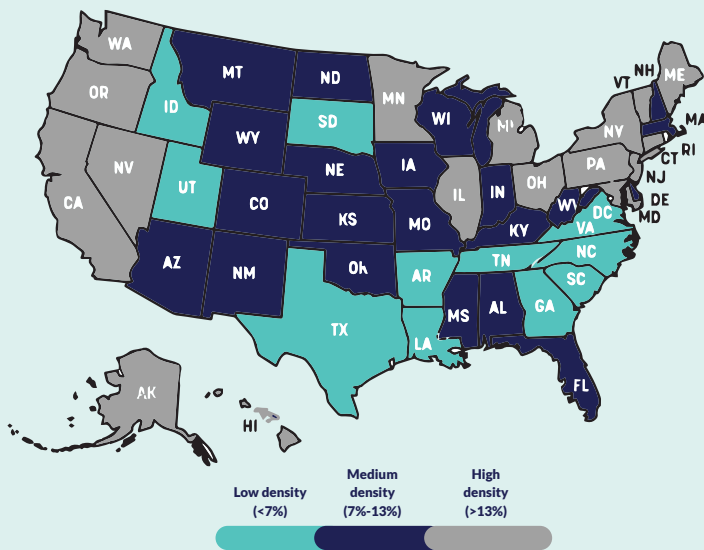 WA
MT
ND
MN
OR
ID
SD
WI
WY
NE
IA
NV
UT
CO
IL
IN
OH
PA
NY
VT
NH
ME
MA
RI
CT
NJ
DE
MD
DC
VA
WV
CA
KS
MO
KY
NC
TN
SC
AZ
NM
AR
MS
AL
GA
TX
LA
FL
AK
HI
Low density
(<7%)
Medium
density
(7%-13%)
High
density
(>13%)